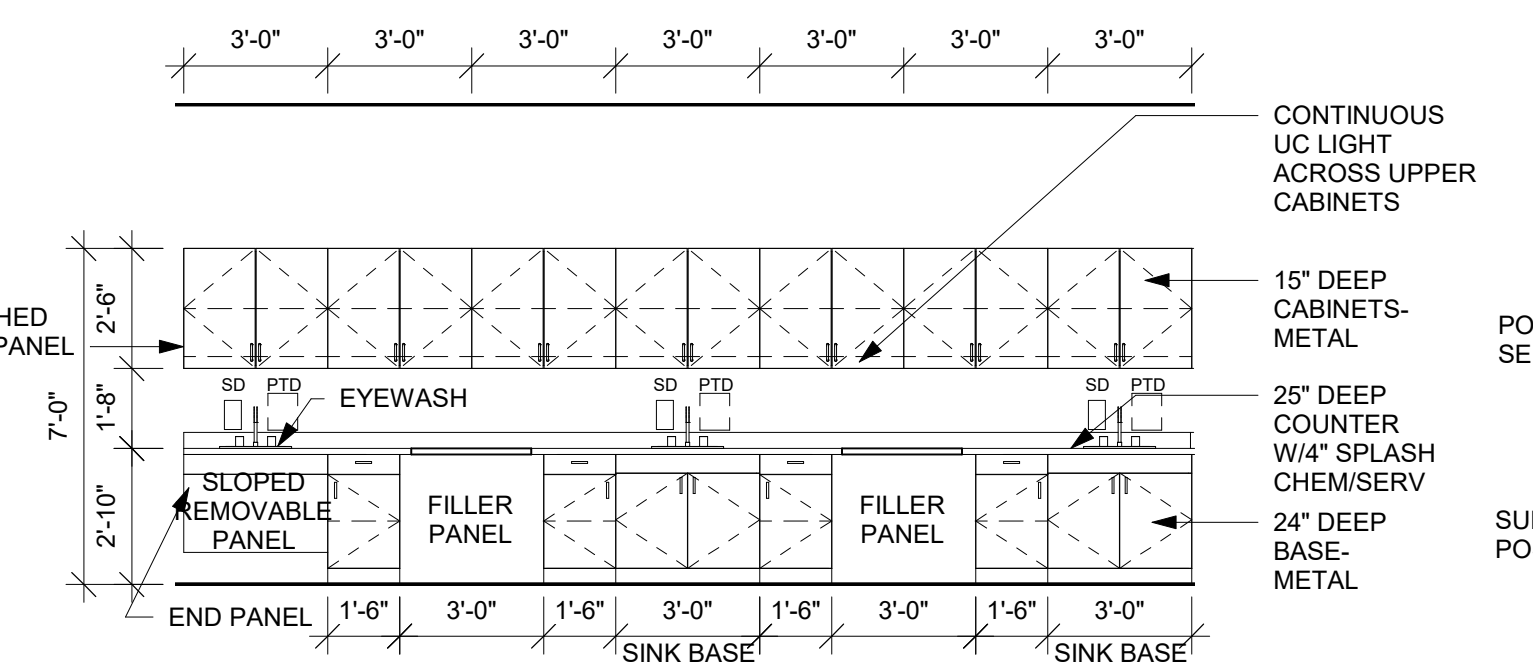 3'-0" 3'-0" 3'-0" 3'-0" 3'-0" 3'-0" 3'-0"
CONTINUOUS
UC LIGHT
ACROSS UPPER
CABINETS
2'-6"
1'-8"
7'-0"
2'-10"
PANEL
15" DEEP
CABINETS-
METAL
SD PTD
EYEWASH
SD PTD
SD PTD
25" DEEP
COUNTER
W/4" SPLASH
CHEM/SERV
SLOPED
REMOVABLE
PANEL
FILLER
PANEL
FILLER
PANEL
24" DEEP
BASE-
METAL
END PANEL
1'-6" 3'-0" 1'-6" 3'-0" 1'-6" 3'-0" 1'-6" 3'-0"
SINK BASE SINK BASE